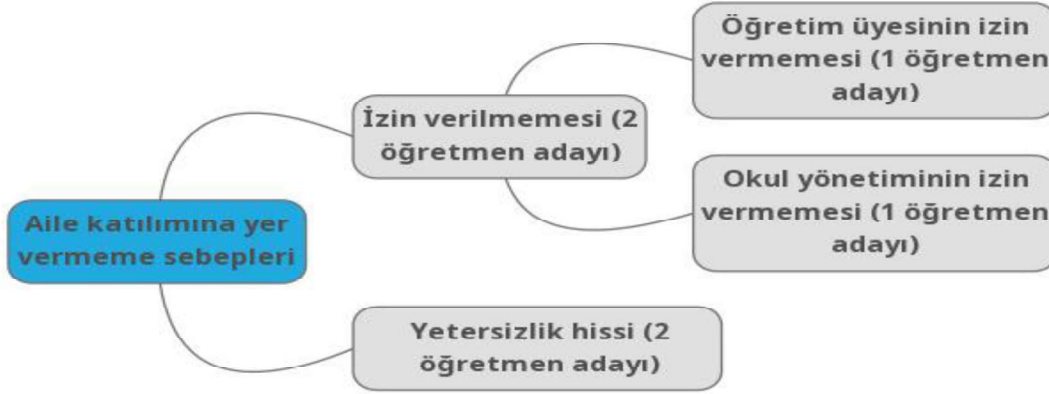 Aile katılımına yer
vermeme sebepleri
İzin verilmemesi (2
öğretmen adayı)
Öğretim üyesinin izin
vermemesi (1 öğretmen
adayı)
Okul yönetiminin izin
vermemesi (1 öğretmen
adayı)
Yetersizlik hissi (2
öğretmen adayı)